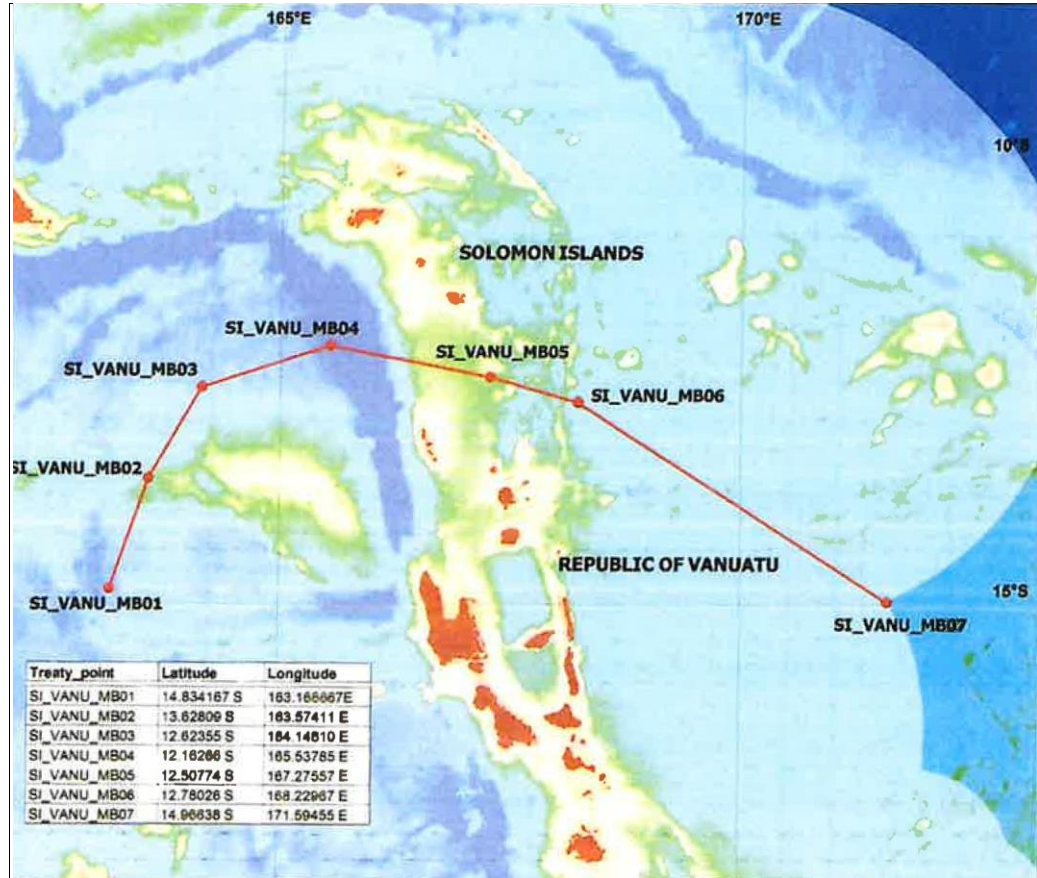 165°E
170°E
10°S
SOLOMON ISLANDS
SI_VANU_MB04
SI_VANU_MB05
SI_VANU_MB03
SI_VANU_MB06
SI_VANU_MB02
REPUBLIC OF VANUATU
15°S
SI_VANU_MB01
SI_VANU_MB07
Treaty_point Latitude Longitude
SI_VANU_MB01 14.834167 S 163.166667E
SI_VANU_MB02 13.62809 S 163.57411 E
SI_VANU_MB03 12.62355 S 164.14610 E
SI_VANU_MB04 12.16266 S 165.53765 E
SI_VANU_MB05 12.50774 S 167.27557 E
SI_VANU_MB06 12.78026 S 168.22967 E
SI_VANU_MB07 14.96638 S 171.59455 E